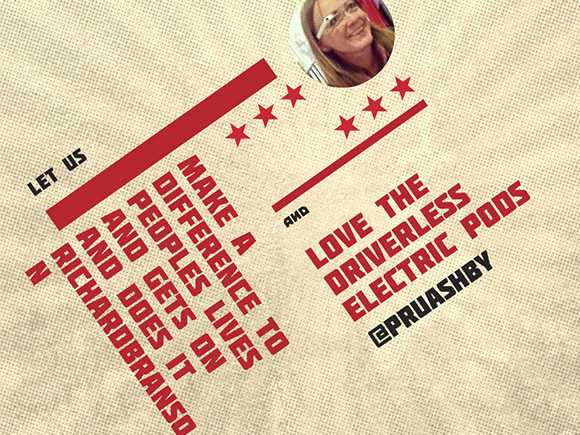 LET US
MAKE A
DIFFERENCE TO
PEOPLES LIVES
AND GETS ON
AND DOES IT
RICHARDBRANSO
N
AND
LOVE THE
DRIVERLESS
ELECTRIC PODS
@PRUASHBY